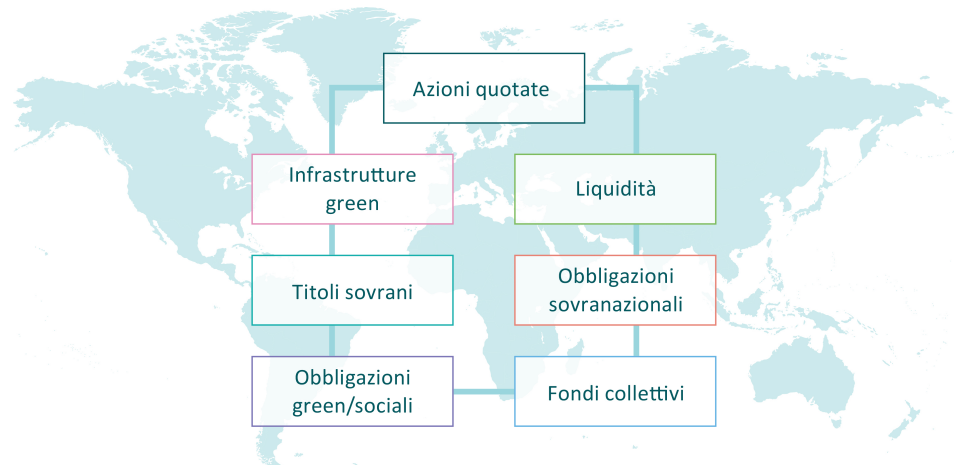 Azioni quotate
Infrastrutture
green
Liquidità
Titoli sovrani
Obbligazioni
sovranazionali
Obbligazioni
green/sociali
Fondi collettivi